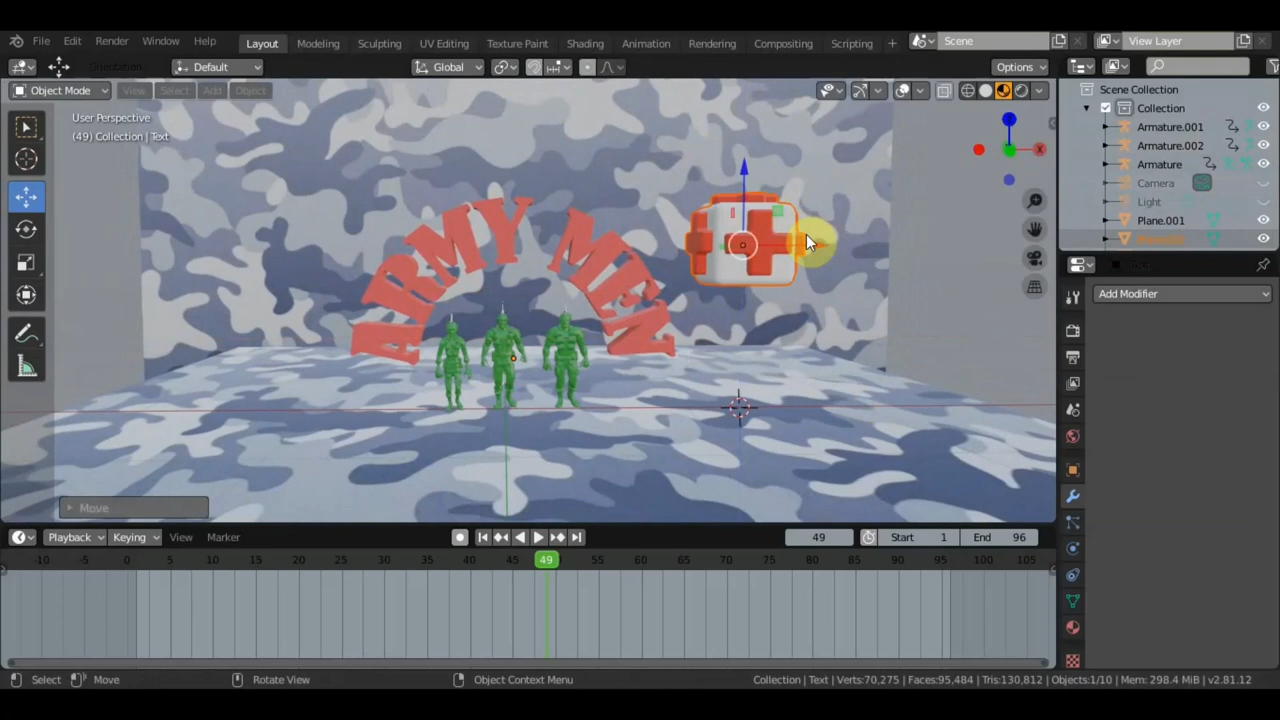 File Edit Render Window Help Layout Modeling Sculpting UV Editing Texture Paint Shading Animation Rendering Compositing Scripting + Scene View Layer
Default Global Options
Object Mode View Select Add Object
User Perspective
(49) Collection | Text
X
ARMY MEN
Move
Scene Collection
Collection
Armature.001
Armature.002
Armature
Camera
Light
Plane.001
Add Modifier
Playback Keying View Marker 49 Start 1 End 96
-10 -5 0 5 10 15 20 25 30 35 40 45 49 55 60 65 70 75 80 85 90 95 100 105
Select Move Rotate View Object Context Menu Collection | Text | Verts:70,275 | Faces:95,484 | Tris:130,812 | Objects:1/10 | Mem: 298.4 MiB | v2.81.12